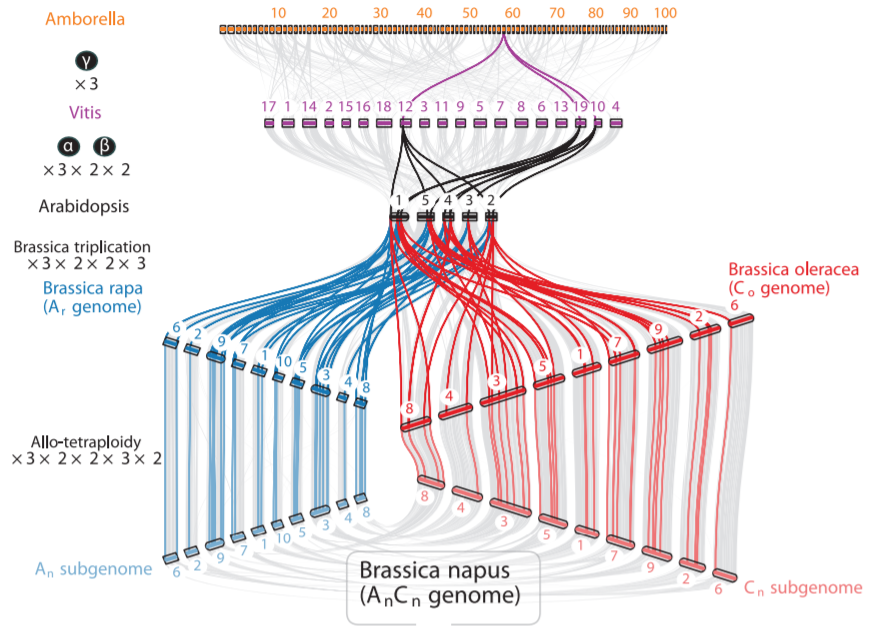 Amborella
10 20 30 40 50 60 70 80 90 100
γ
×3
Vitis
17 1 14 2 15 16 18 12 3 11 9 5 7 8 6 13 19 10 4
α β
×3× 2× 2
Arabidopsis
1 5 4 3 2
Brassica triplication
×3× 2× 2× 3
Brassica rapa
(Ar genome)
Brassica oleracea
(Co genome)
6 2 9 7 1 10 5 3 4 8
8 4 3 5 1 7 9 2 6
Allo-tetraploidy
×3× 2× 2× 3× 2
An subgenome
6 2 9 7 1 10 5 3 4 8
8 4 3 5 1 7 9 2 6
Cn subgenome
Brassica napus
(AnCn genome)